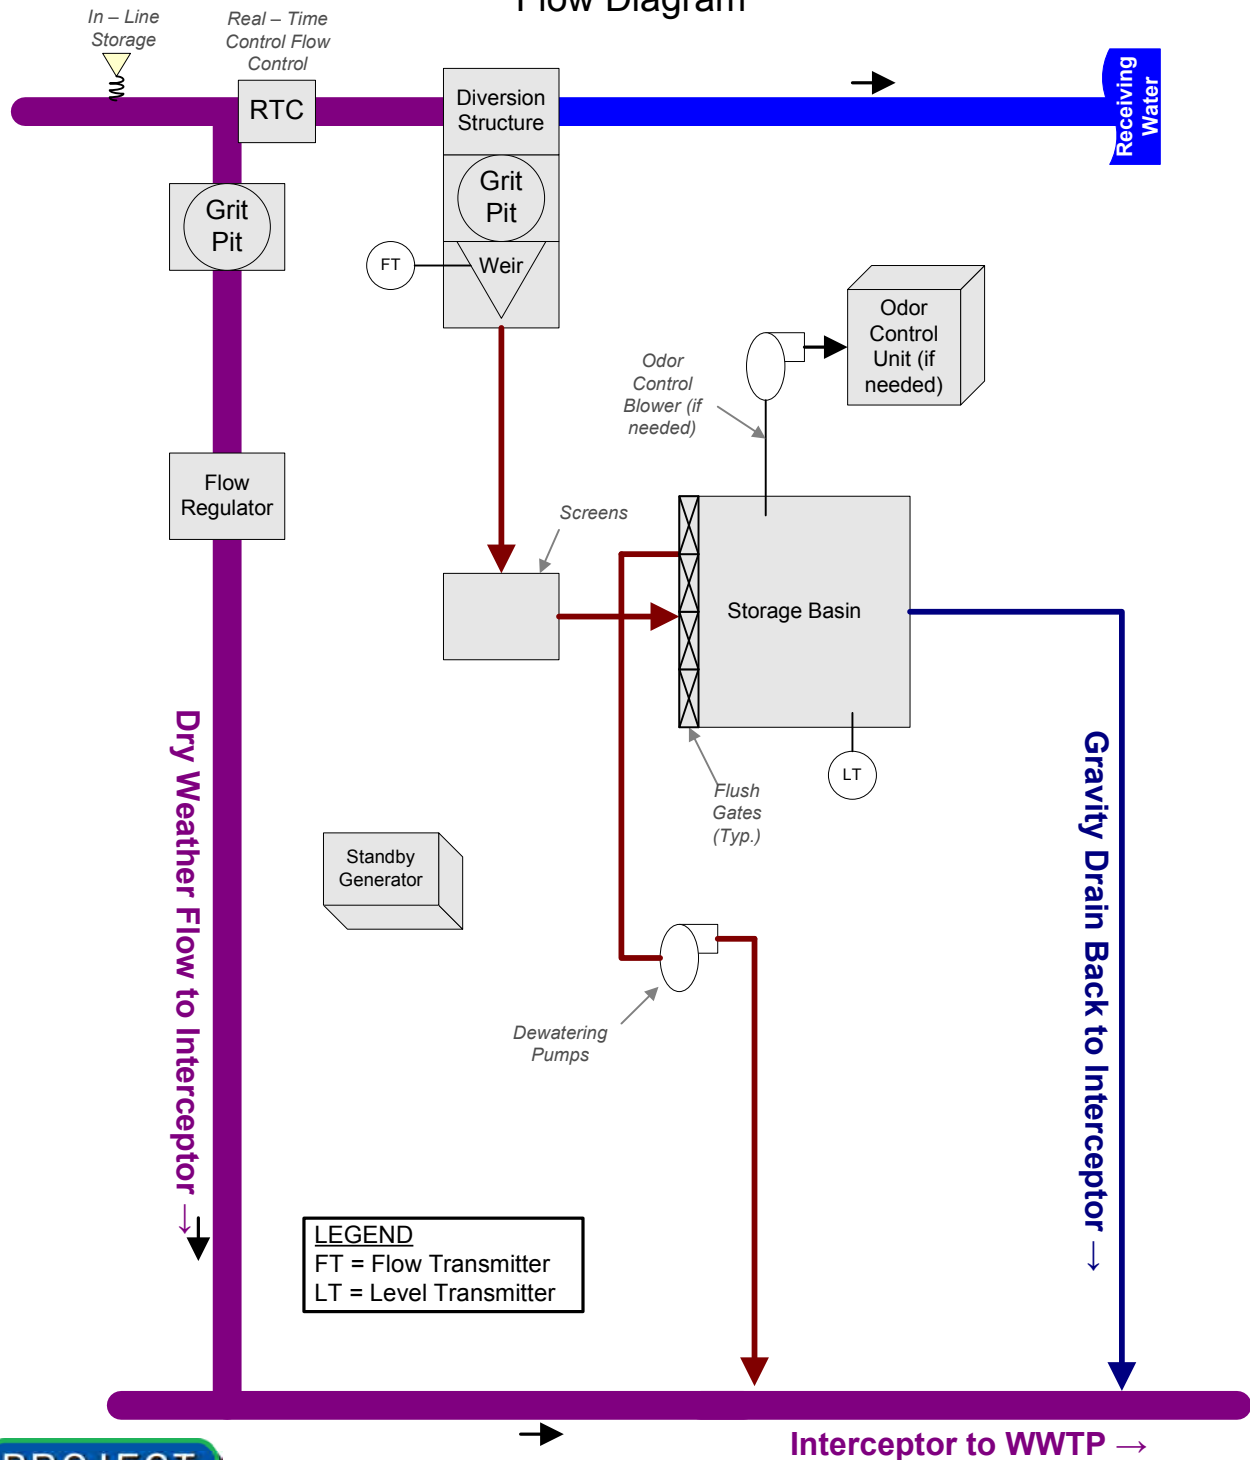 Flow Diagram
In – Line
Storage
Real – Time
Control Flow
Control
RTC
Diversion
Structure
Receiving
Water
Grit
Pit
Grit
Pit
FT
Weir
Odor
Control
Unit (if
needed)
Odor
Control
Blower (if
needed)
Flow
Regulator
Screens
Storage Basin
LT
Flush
Gates
(Typ.)
Dry Weather Flow to Interceptor →
Gravity Drain Back to Interceptor →
Standby
Generator
Dewatering
Pumps
LEGEND
FT = Flow Transmitter
LT = Level Transmitter
Interceptor to WWTP →
PROJECT